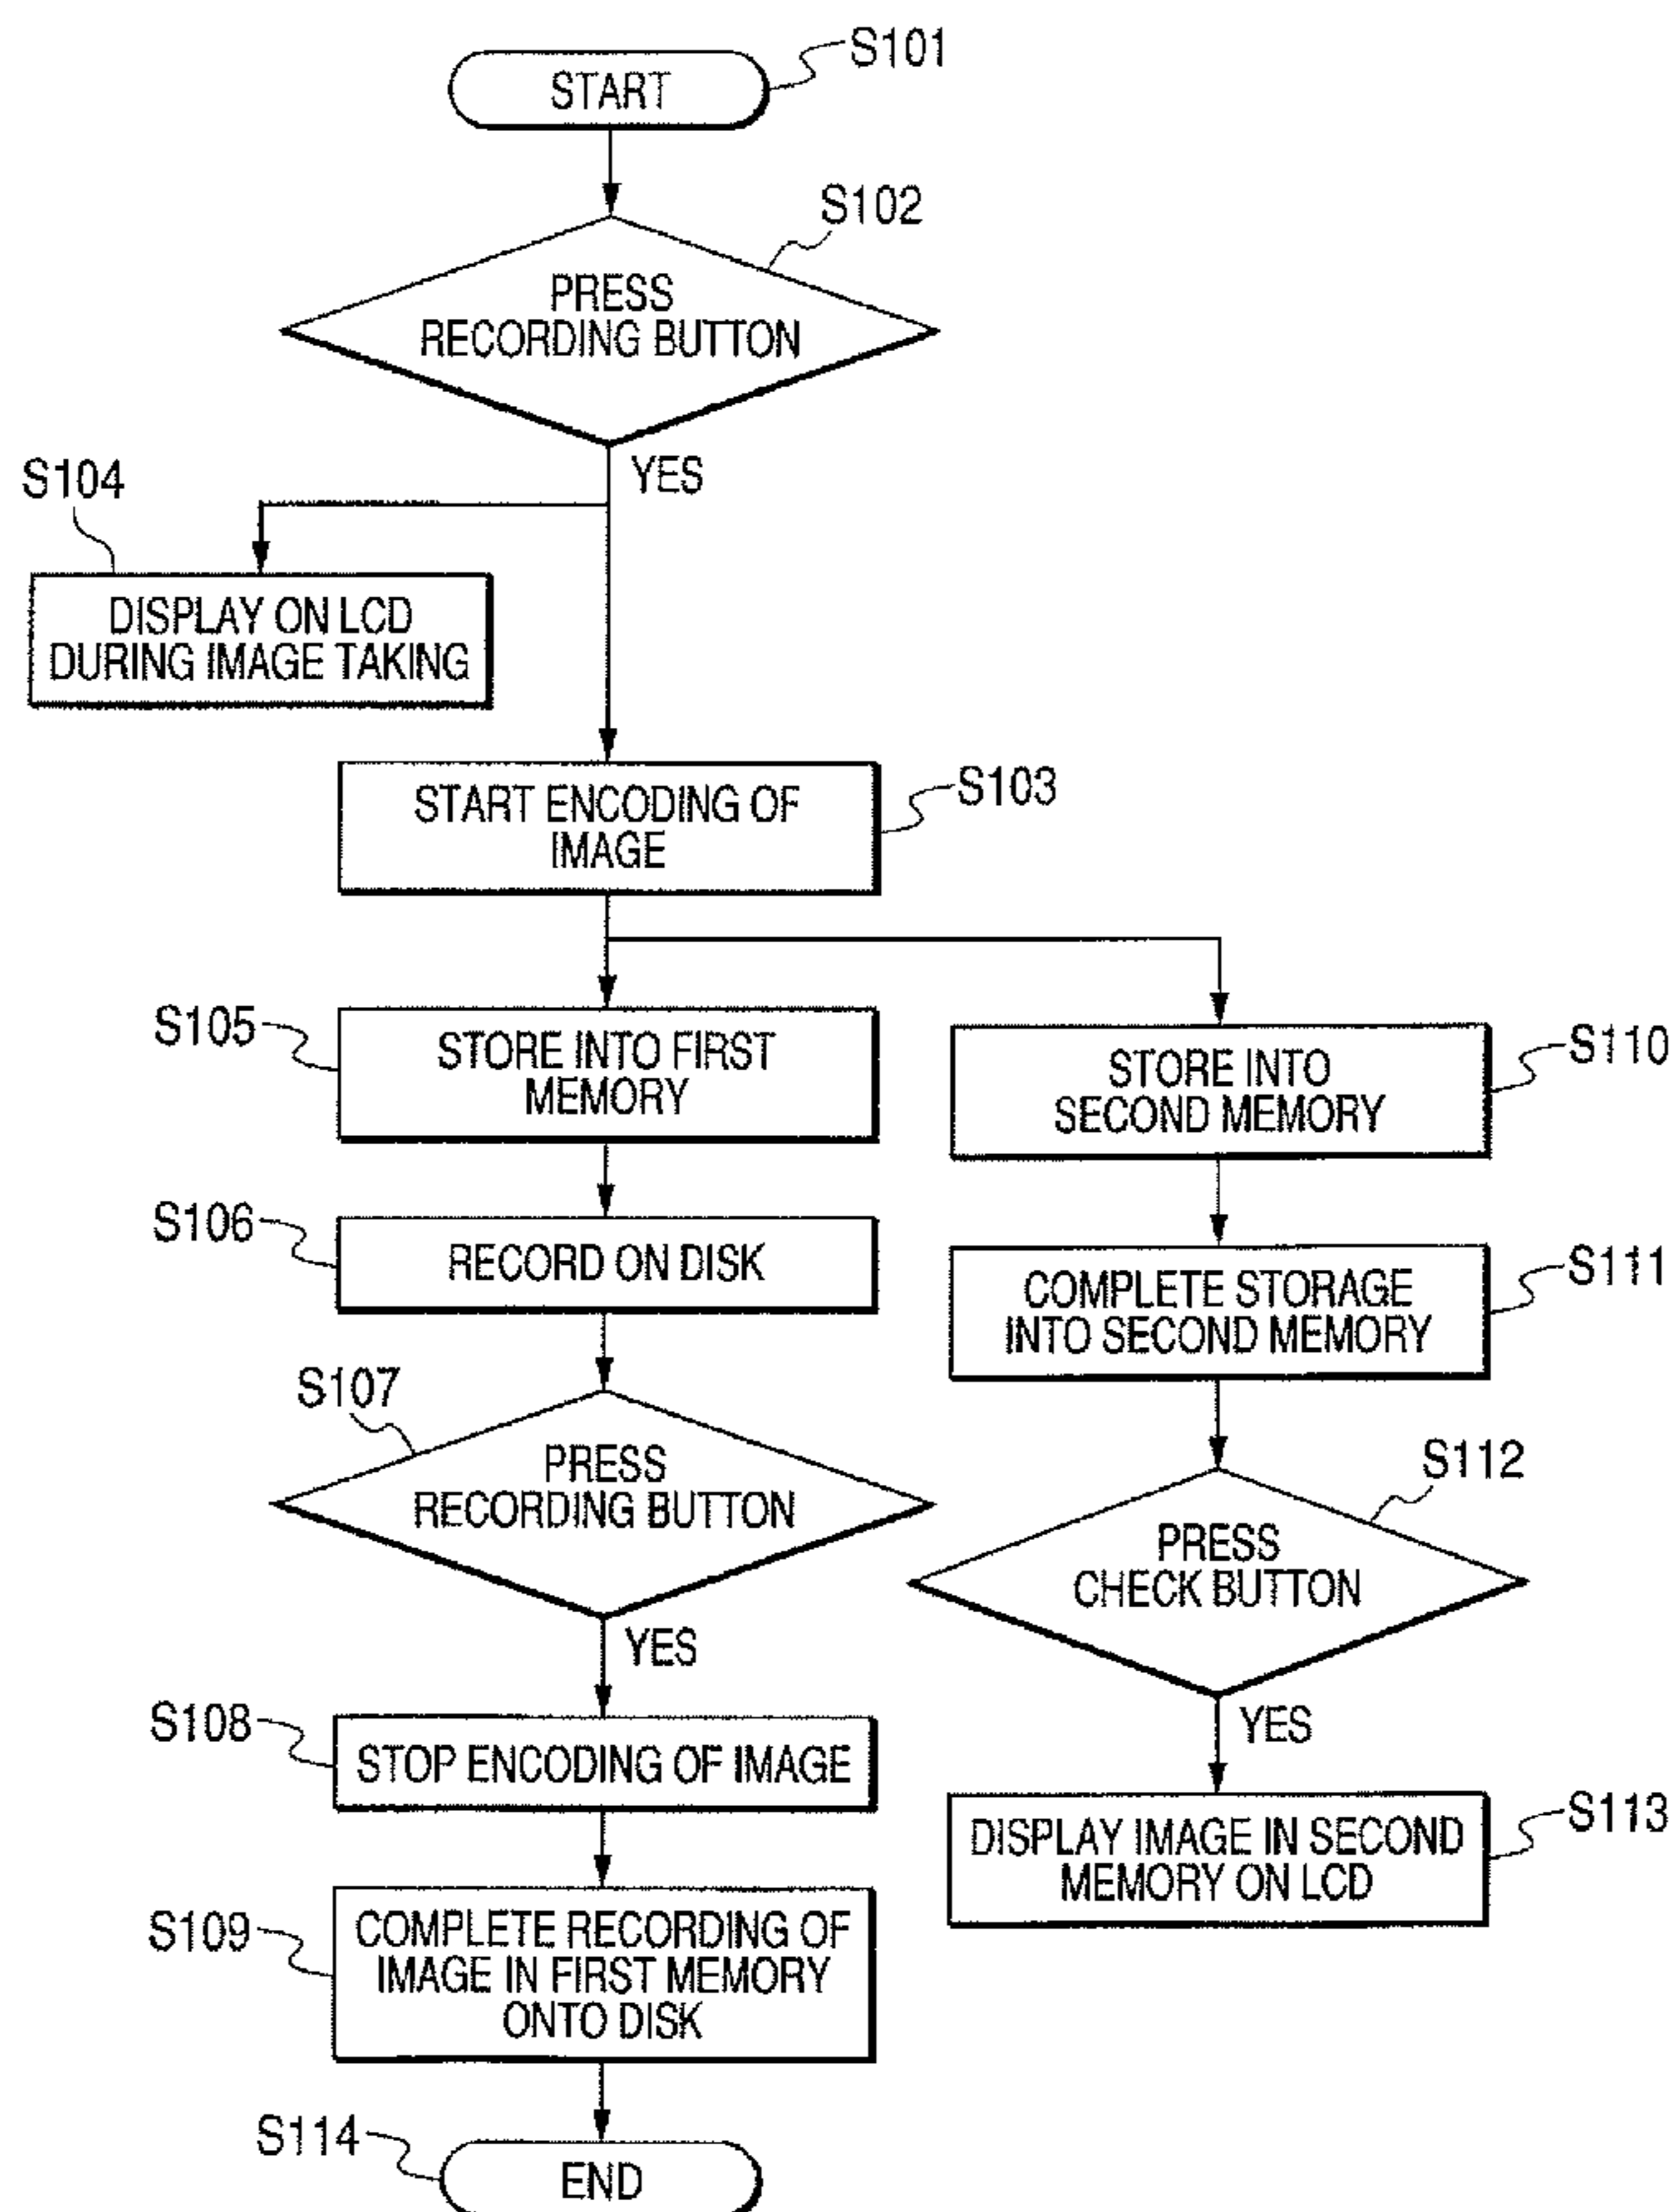 S101
START
S102
PRESS
RECORDING BUTTON
YES
S104
DISPLAY ON LCD
DURING IMAGE TAKING
S103
START ENCODING OF
IMAGE
S105
STORE INTO FIRST
MEMORY
S110
STORE INTO
SECOND MEMORY
S106
RECORD ON DISK
S111
COMPLETE STORAGE
INTO SECOND MEMORY
S107
PRESS
RECORDING BUTTON
YES
S112
PRESS
CHECK BUTTON
YES
S108
STOP ENCODING OF IMAGE
S113
DISPLAY IMAGE IN SECOND
MEMORY ON LCD
S109
COMPLETE RECORDING OF
IMAGE IN FIRST MEMORY
ONTO DISK
S114
END